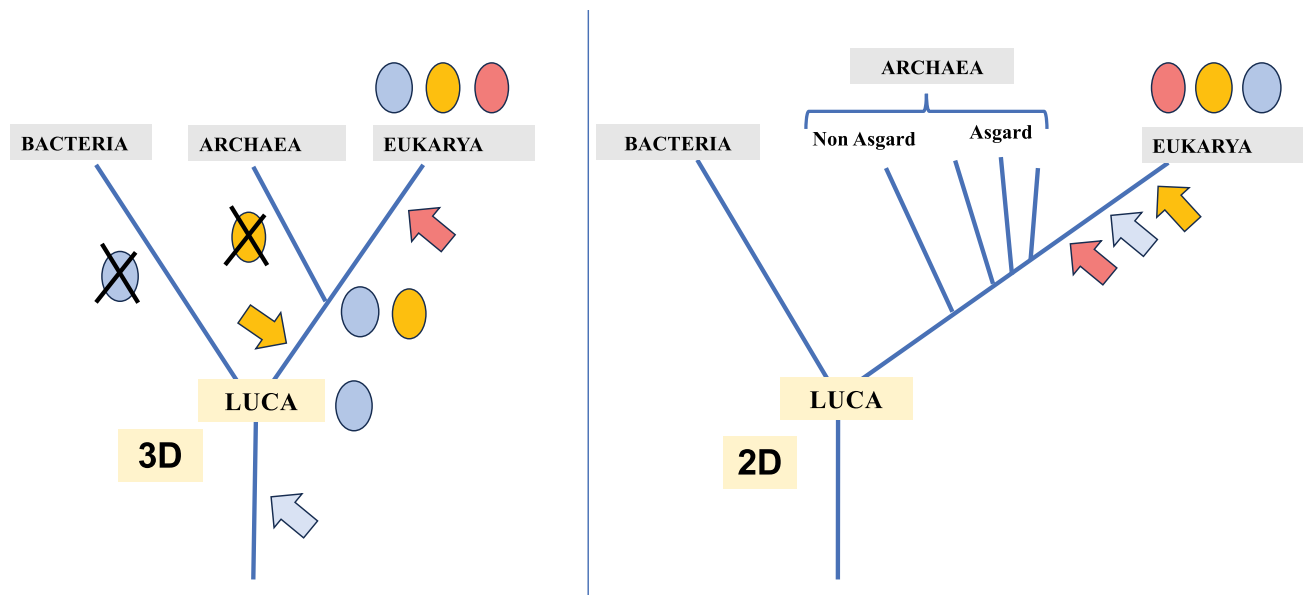 BACTERIA
ARCHAEA
EUKARYA
LUCA
3D
ARCHAEA
BACTERIA
Non Asgard
Asgard
EUKARYA
LUCA
2D